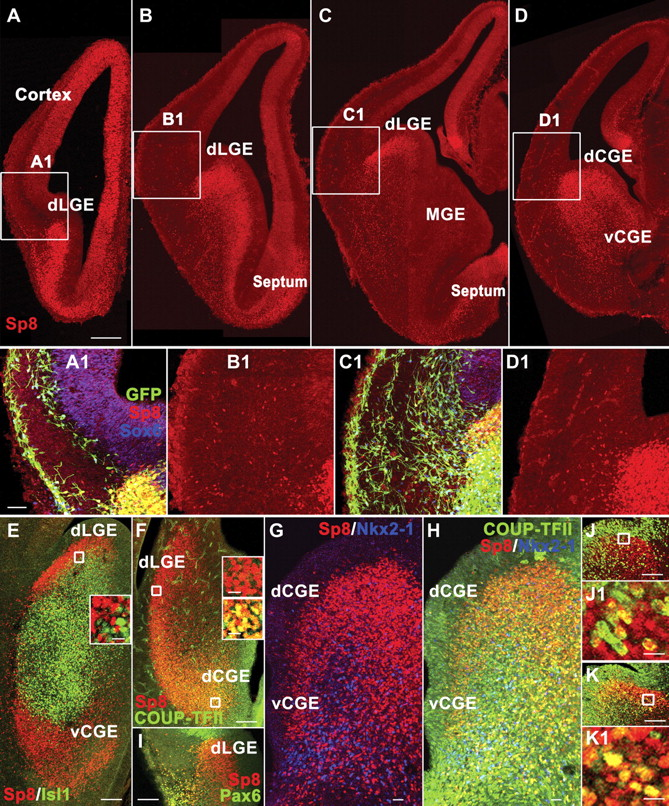 A
Cortex
A1
dLGE
Sp8
B
B1
dLGE
Septum
C
C1
dLGE
MGE
Septum
D
D1
dCGE
vCGE
A1
GFP
Sp8
Sox6
B1
C1
D1
E
dLGE
vCGE
Sp8/Isl1
F
dLGE
dCGE
Sp8
COUP-TFII
I
dLGE
Sp8
Pax6
G
Sp8/Nkx2-1
dCGE
vCGE
H
COUP-TFII
Sp8/Nkx2-1
dCGE
vCGE
J
J1
K
K1